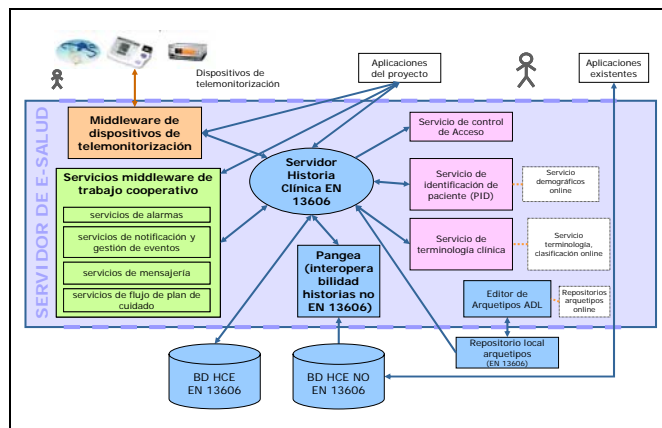 Dispositivos de
telemonitorización
Aplicaciones
del proyecto
Aplicaciones
existentes
SERVIDOR DE E-SALUD
Middleware de
dispositivos de
telemonitorización
Servicios middleware de
trabajo cooperativo
servicios de alarmas
servicios de notificación y
gestión de eventos
servicios de mensajería
servicios de flujo de plan de
cuidado
Servidor
Historia
Clínica EN
13606
Pangea
(interopera
bilidad
historias no
EN 13606)
Servicio de control
de Acceso
Servicio de
identificación de
paciente (PID)
Servicio
demográficos
online
Servicio de
terminología clínica
Servicio
terminología,
clasificación online
Editor de
Arquetipos ADL
Repositorios
arquetipos
online
Repositorio local
arquetipos
(EN 13606)
BD HCE
EN 13606
BD HCE NO
EN 13606